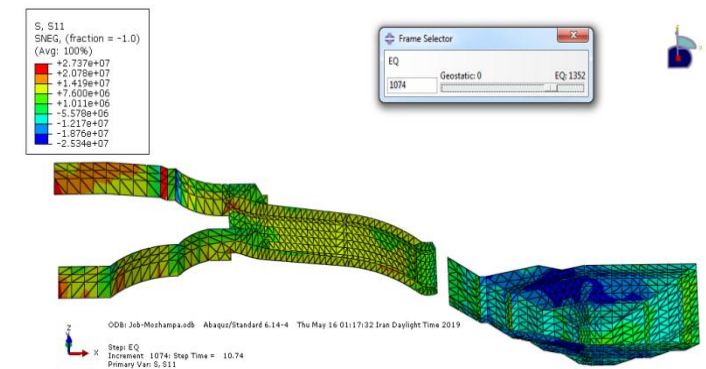 S, S11
SNEG, (fraction = -1.0)
(Avg: 100%)
+2.737e+07
+2.078e+07
+1.419e+07
+7.600e+06
+1.011e+06
-5.578e+06
-1.217e+07
-1.876e+07
-2.534e+07
Frame Selector
EQ
1074
Geostatic: 0
EQ: 1352
ODB: Job-Moshampa.odb Abaqus/Standard 6.14-4 Thu May 16 01:17:32 Iran Daylight Time 2019
Step: EQ
Increment 1074: Step Time = 10.74
Primary Var: S, S11
Z
X